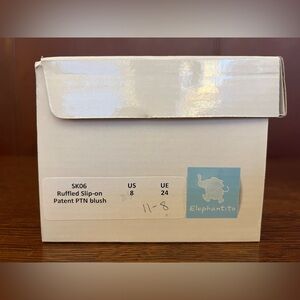 SK06 US UE
Ruffled Slip-on 8 24
Patent PTN blush
11-8
Elephantito